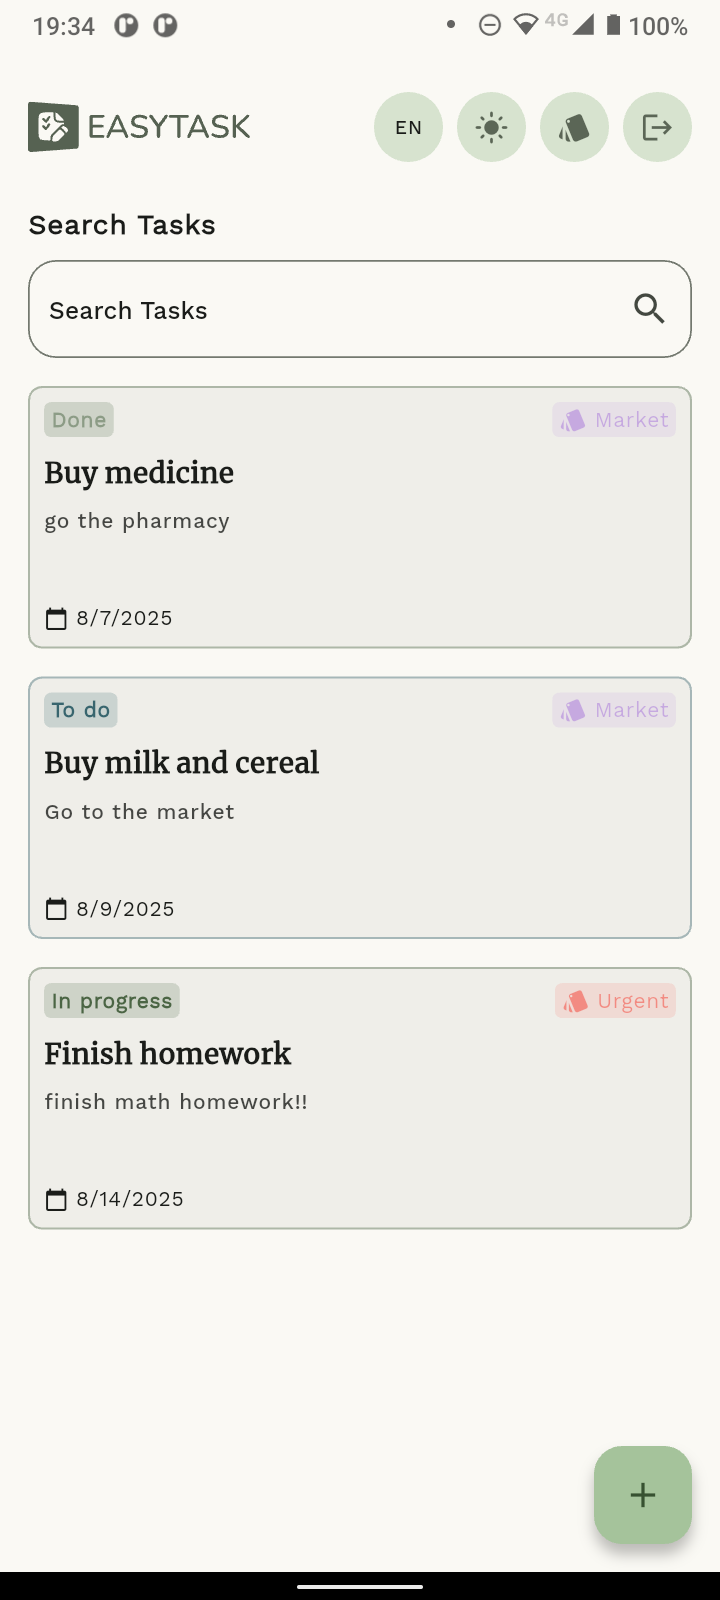 19:34 4G 100%
EASYTASK EN
Search Tasks
Search Tasks
Done Market
Buy medicine
go the pharmacy
8/7/2025
To do Market
Buy milk and cereal
Go to the market
8/9/2025
In progress Urgent
Finish homework
finish math homework!!
8/14/2025